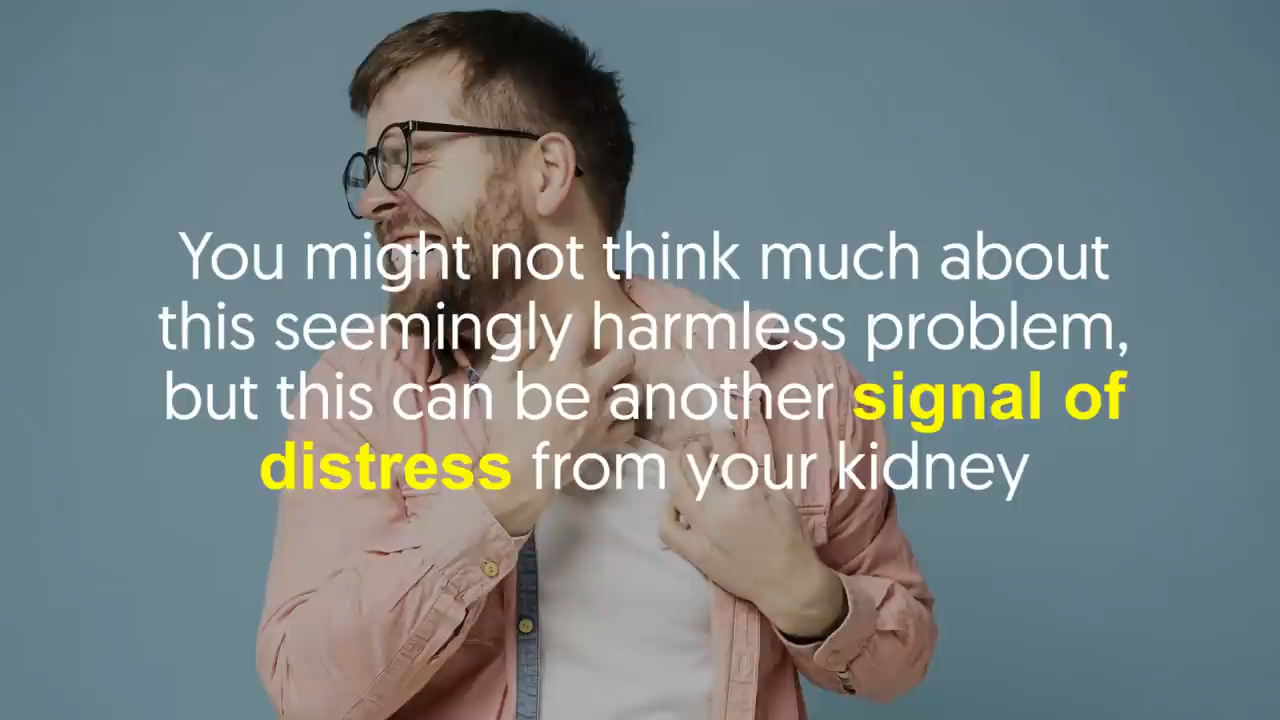 You might not think much about
this seemingly harmless problem,
but this can be another signal of
distress from your kidney